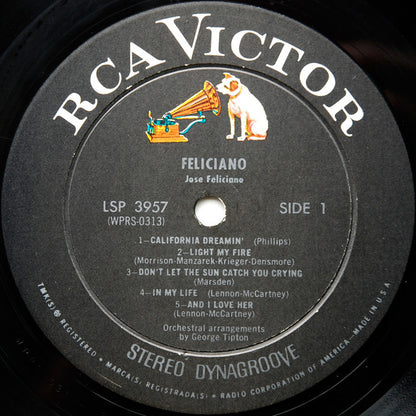 RCA VICTOR
FELICIANO
Jose Feliciano
LSP 3957
(WPRS-0313)
SIDE 1
1—CALIFORNIA DREAMIN' (Phillips)
2—LIGHT MY FIRE
(Morrison-Manzarek-Krieger-Densmore)
3—DON'T LET THE SUN CATCH YOU CRYING
(Marsden)
4—IN MY LIFE (Lennon-McCartney)
5—AND I LOVE HER
(Lennon-McCartney)
Orchestral arrangements
by George Tipton
STEREO DYNAGROOVE
TMK(S) ® REGISTERED • MARCA(S) REGISTRADA(S) • RADIO CORPORATION OF AMERICA—MADE IN U.S.A